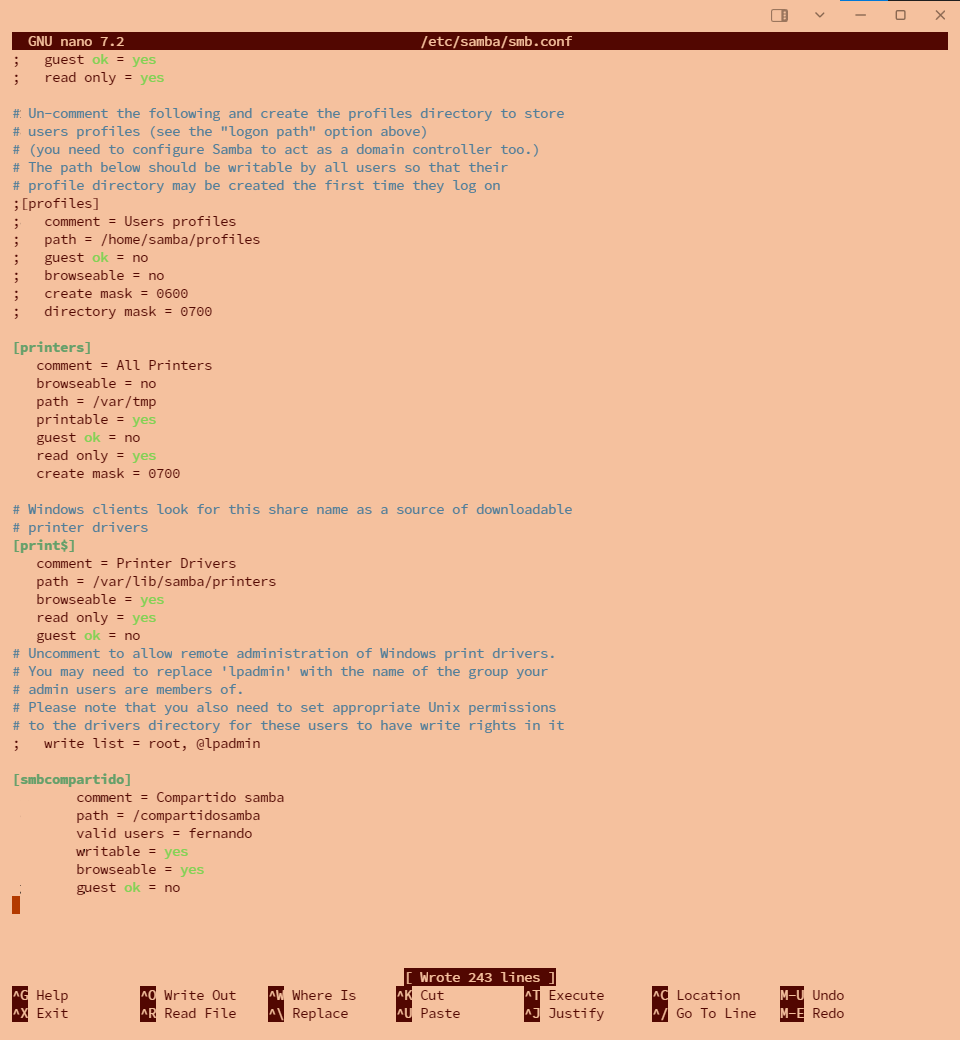 GNU nano 7.2 /etc/samba/smb.conf
;   guest ok = yes
;   read only = yes
# Un-comment the following and create the profiles directory to store
# users profiles (see the "logon path" option above)
# (you need to configure Samba to act as a domain controller too.)
# The path below should be writable by all users so that their
# profile directory may be created the first time they log on
;[profiles]
;   comment = Users profiles
;   path = /home/samba/profiles
;   guest ok = no
;   browseable = no
;   create mask = 0600
;   directory mask = 0700
[printers]
   comment = All Printers
   browseable = no
   path = /var/tmp
   printable = yes
   guest ok = no
   read only = yes
   create mask = 0700
# Windows clients look for this share name as a source of downloadable
# printer drivers
[print$]
   comment = Printer Drivers
   path = /var/lib/samba/printers
   browseable = yes
   read only = yes
   guest ok = no
# Uncomment to allow remote administration of Windows print drivers.
# You may need to replace 'lpadmin' with the name of the group your
# admin users are members of.
# Please note that you also need to set appropriate Unix permissions
# to the drivers directory for these users to have write rights in it
;   write list = root, @lpadmin
[smbcompartido]
        comment = Compartido samba
        path = /compartidosamba
        valid users = fernando
        writable = yes
        browseable = yes
        guest ok = no
[ Wrote 243 lines ]
^G Help ^O Write Out ^W Where Is ^K Cut ^T Execute ^C Location M-U Undo
^X Exit ^R Read File ^\ Replace ^U Paste ^J Justify ^/ Go To Line M-E Redo